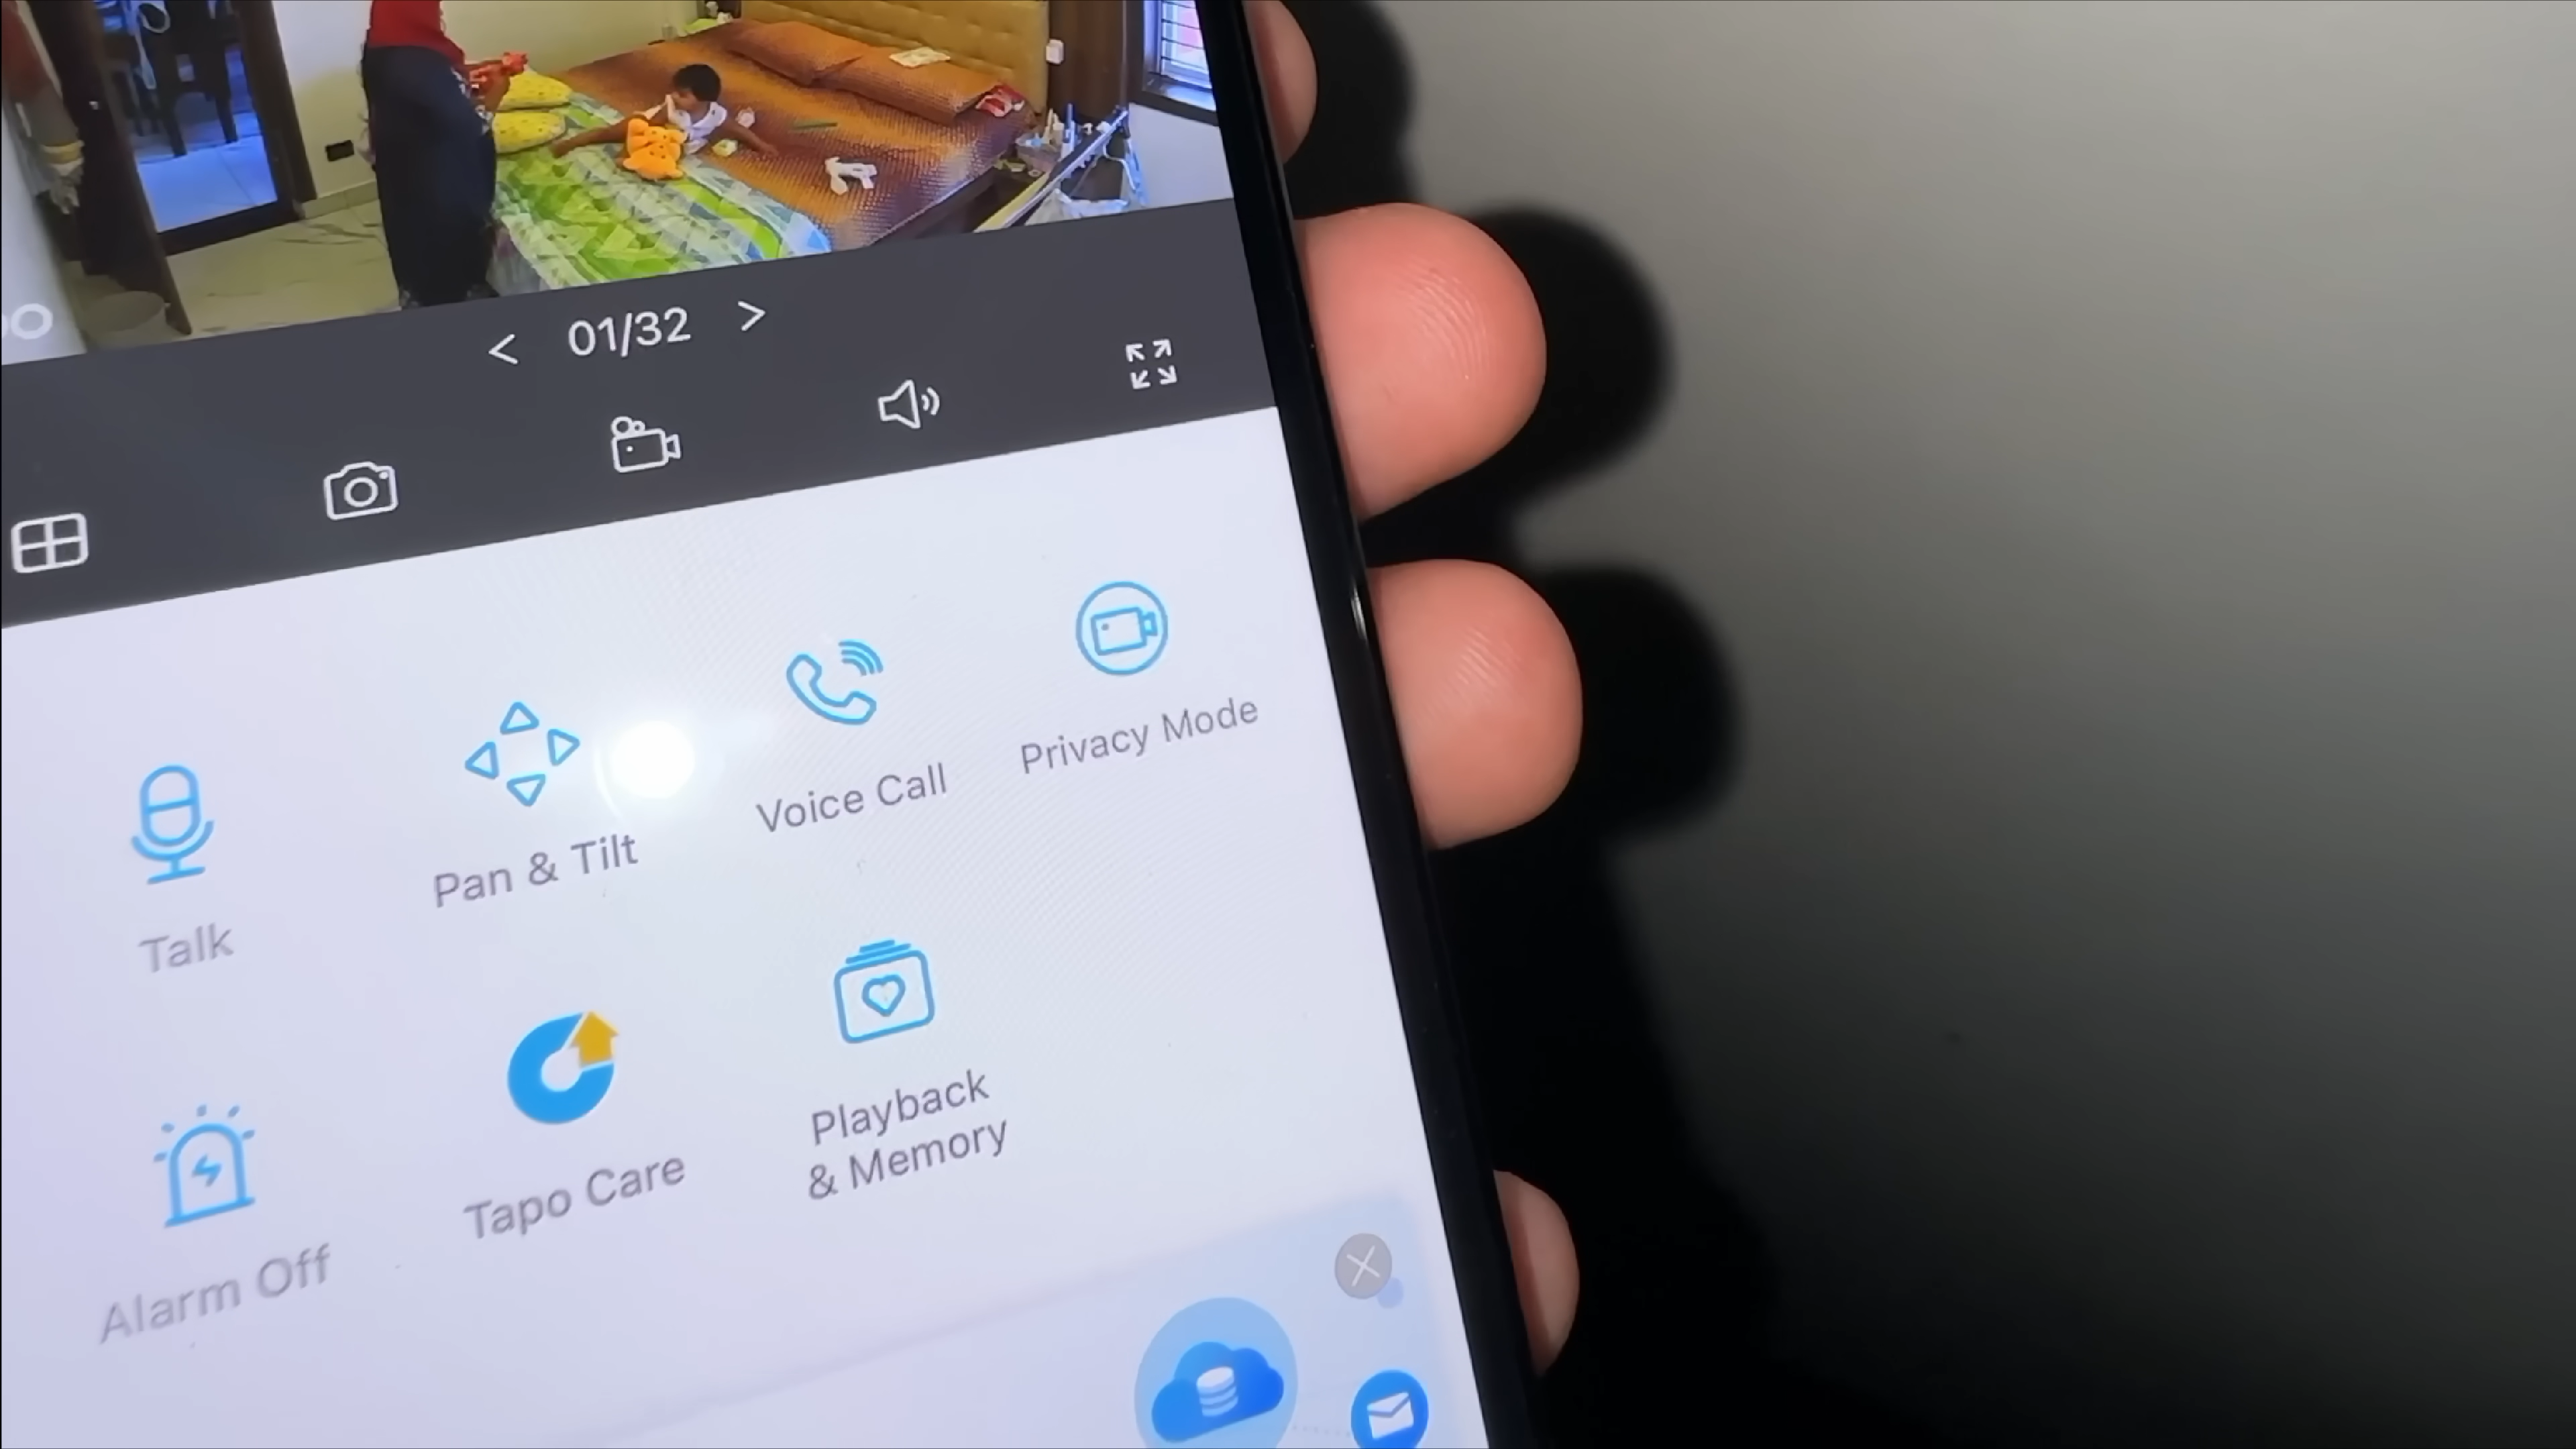 < 01/32 >
Talk
Pan & Tilt
Voice Call
Privacy Mode
Alarm Off
Tapo Care
Playback
& Memory